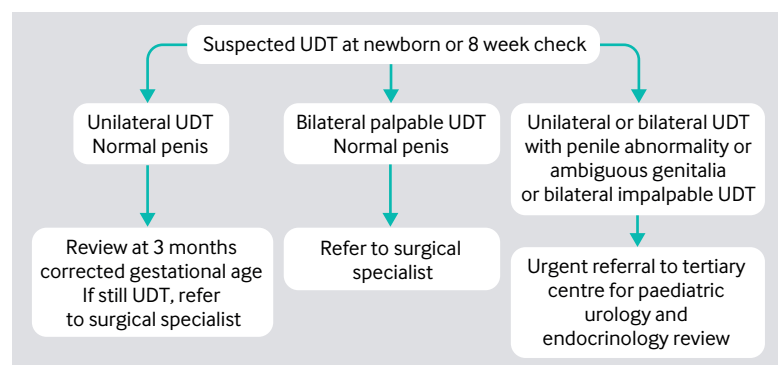 Suspected UDT at newborn or 8 week check
Unilateral UDT
Normal penis
Bilateral palpable UDT
Normal penis
Unilateral or bilateral UDT
with penile abnormality or
ambiguous genitalia
or bilateral impalpable UDT
Review at 3 months
corrected gestational age
If still UDT, refer
to surgical specialist
Refer to surgical
specialist
Urgent referral to tertiary
centre for paediatric
urology and
endocrinology review